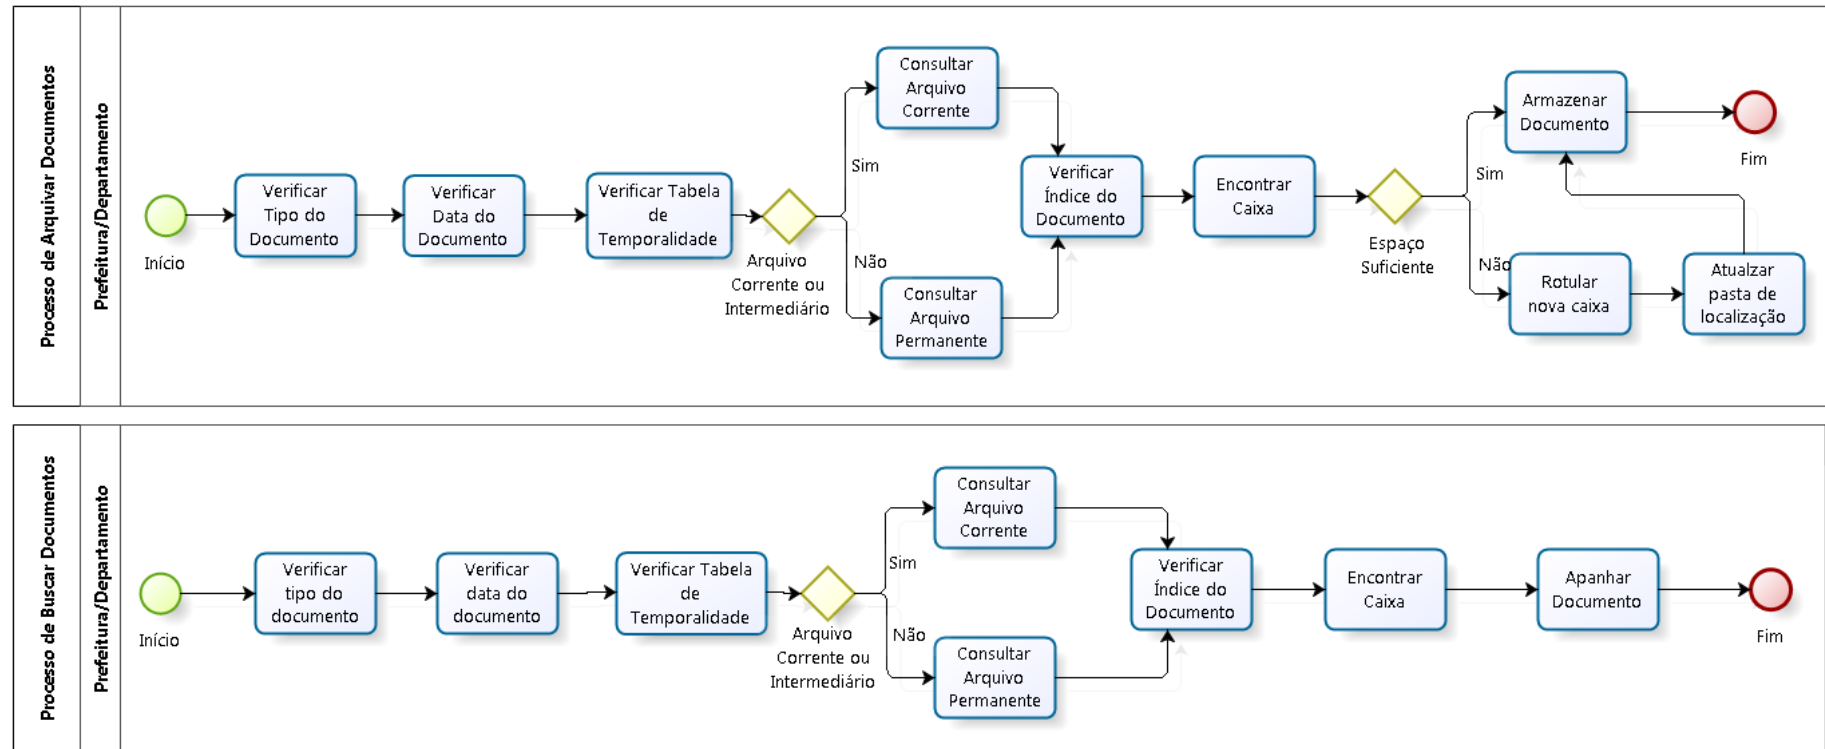 Processo de Arquivar Documentos
Prefeitura/Departamento
Início
Verificar
Tipo do
Documento
Verificar
Data do
Documento
Verificar Tabela
de
Temporalidade
Arquivo
Corrente ou
Intermediário
Sim
Não
Consultar
Arquivo
Corrente
Consultar
Arquivo
Permanente
Verificar
Índice do
Documento
Encontrar
Caixa
Espaço
Suficiente
Sim
Não
Armazenar
Documento
Rotular
nova caixa
Atualzar
pasta de
localização
Fim
Processo de Buscar Documentos
Prefeitura/Departamento
Início
Verificar
tipo do
documento
Verificar
data do
documento
Verificar Tabela
de
Temporalidade
Arquivo
Corrente ou
Intermediário
Sim
Não
Consultar
Arquivo
Corrente
Consultar
Arquivo
Permanente
Verificar
Índice do
Documento
Encontrar
Caixa
Apanhar
Documento
Fim